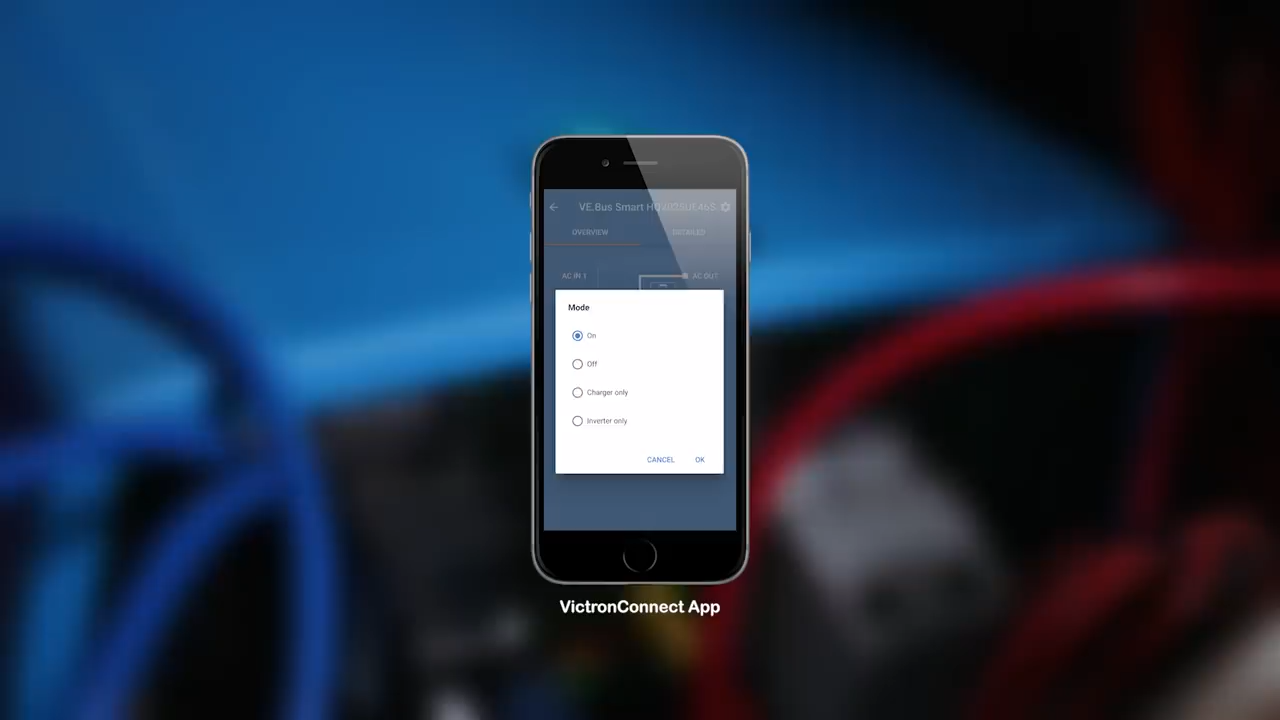 VE.Bus Smart
OVERVIEW
DETAILED
AC IN 1
AC OUT
Mode
On
Off
Charger only
Inverter only
CANCEL
OK
VictronConnect App